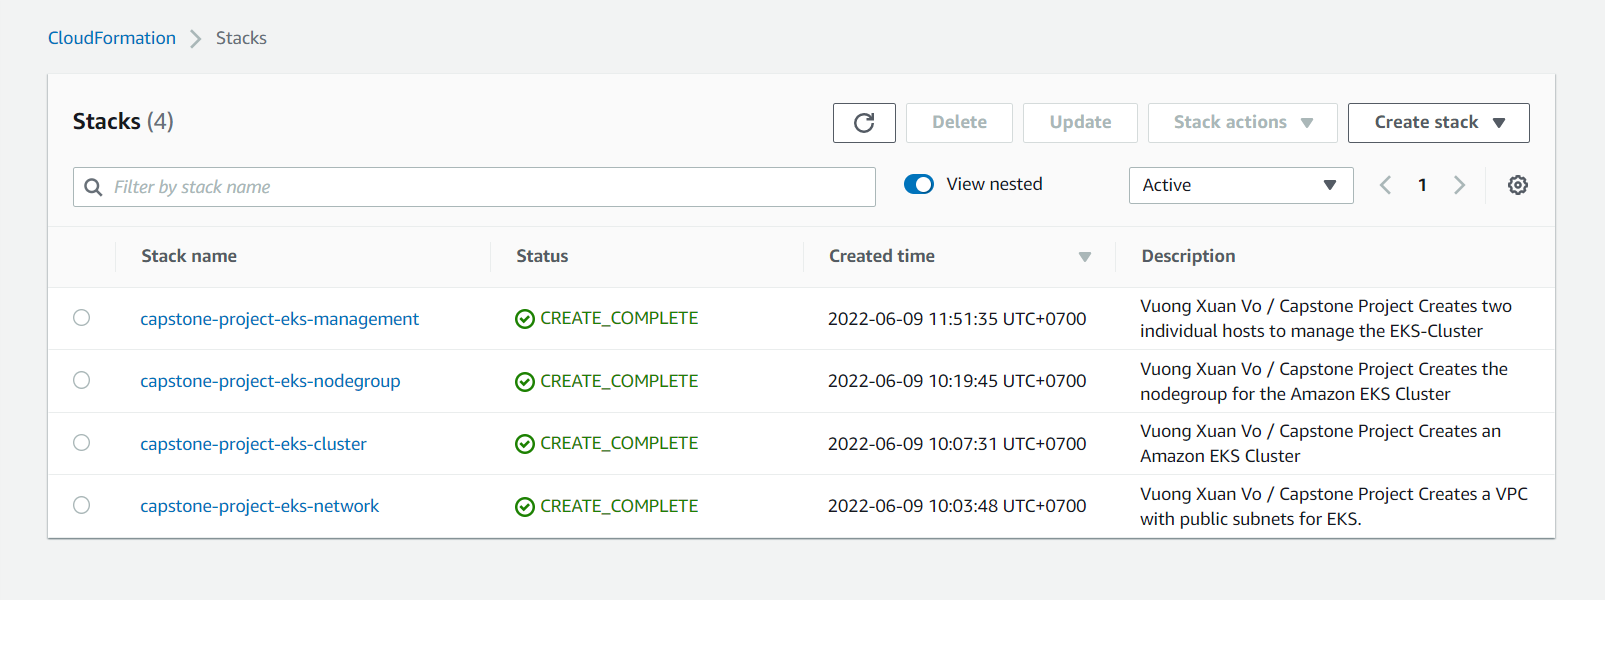 CloudFormation Stacks
Stacks (4)
Delete Update Stack actions Create stack
Filter by stack name View nested Active 1
Stack name Status Created time Description
capstone-project-eks-management CREATE_COMPLETE 2022-06-09 11:51:35 UTC+0700 Vuong Xuan Vo / Capstone Project Creates two
individual hosts to manage the EKS-Cluster
capstone-project-eks-nodegroup CREATE_COMPLETE 2022-06-09 10:19:45 UTC+0700 Vuong Xuan Vo / Capstone Project Creates the
nodegroup for the Amazon EKS Cluster
capstone-project-eks-cluster CREATE_COMPLETE 2022-06-09 10:07:31 UTC+0700 Vuong Xuan Vo / Capstone Project Creates an
Amazon EKS Cluster
capstone-project-eks-network CREATE_COMPLETE 2022-06-09 10:03:48 UTC+0700 Vuong Xuan Vo / Capstone Project Creates a VPC
with public subnets for EKS.